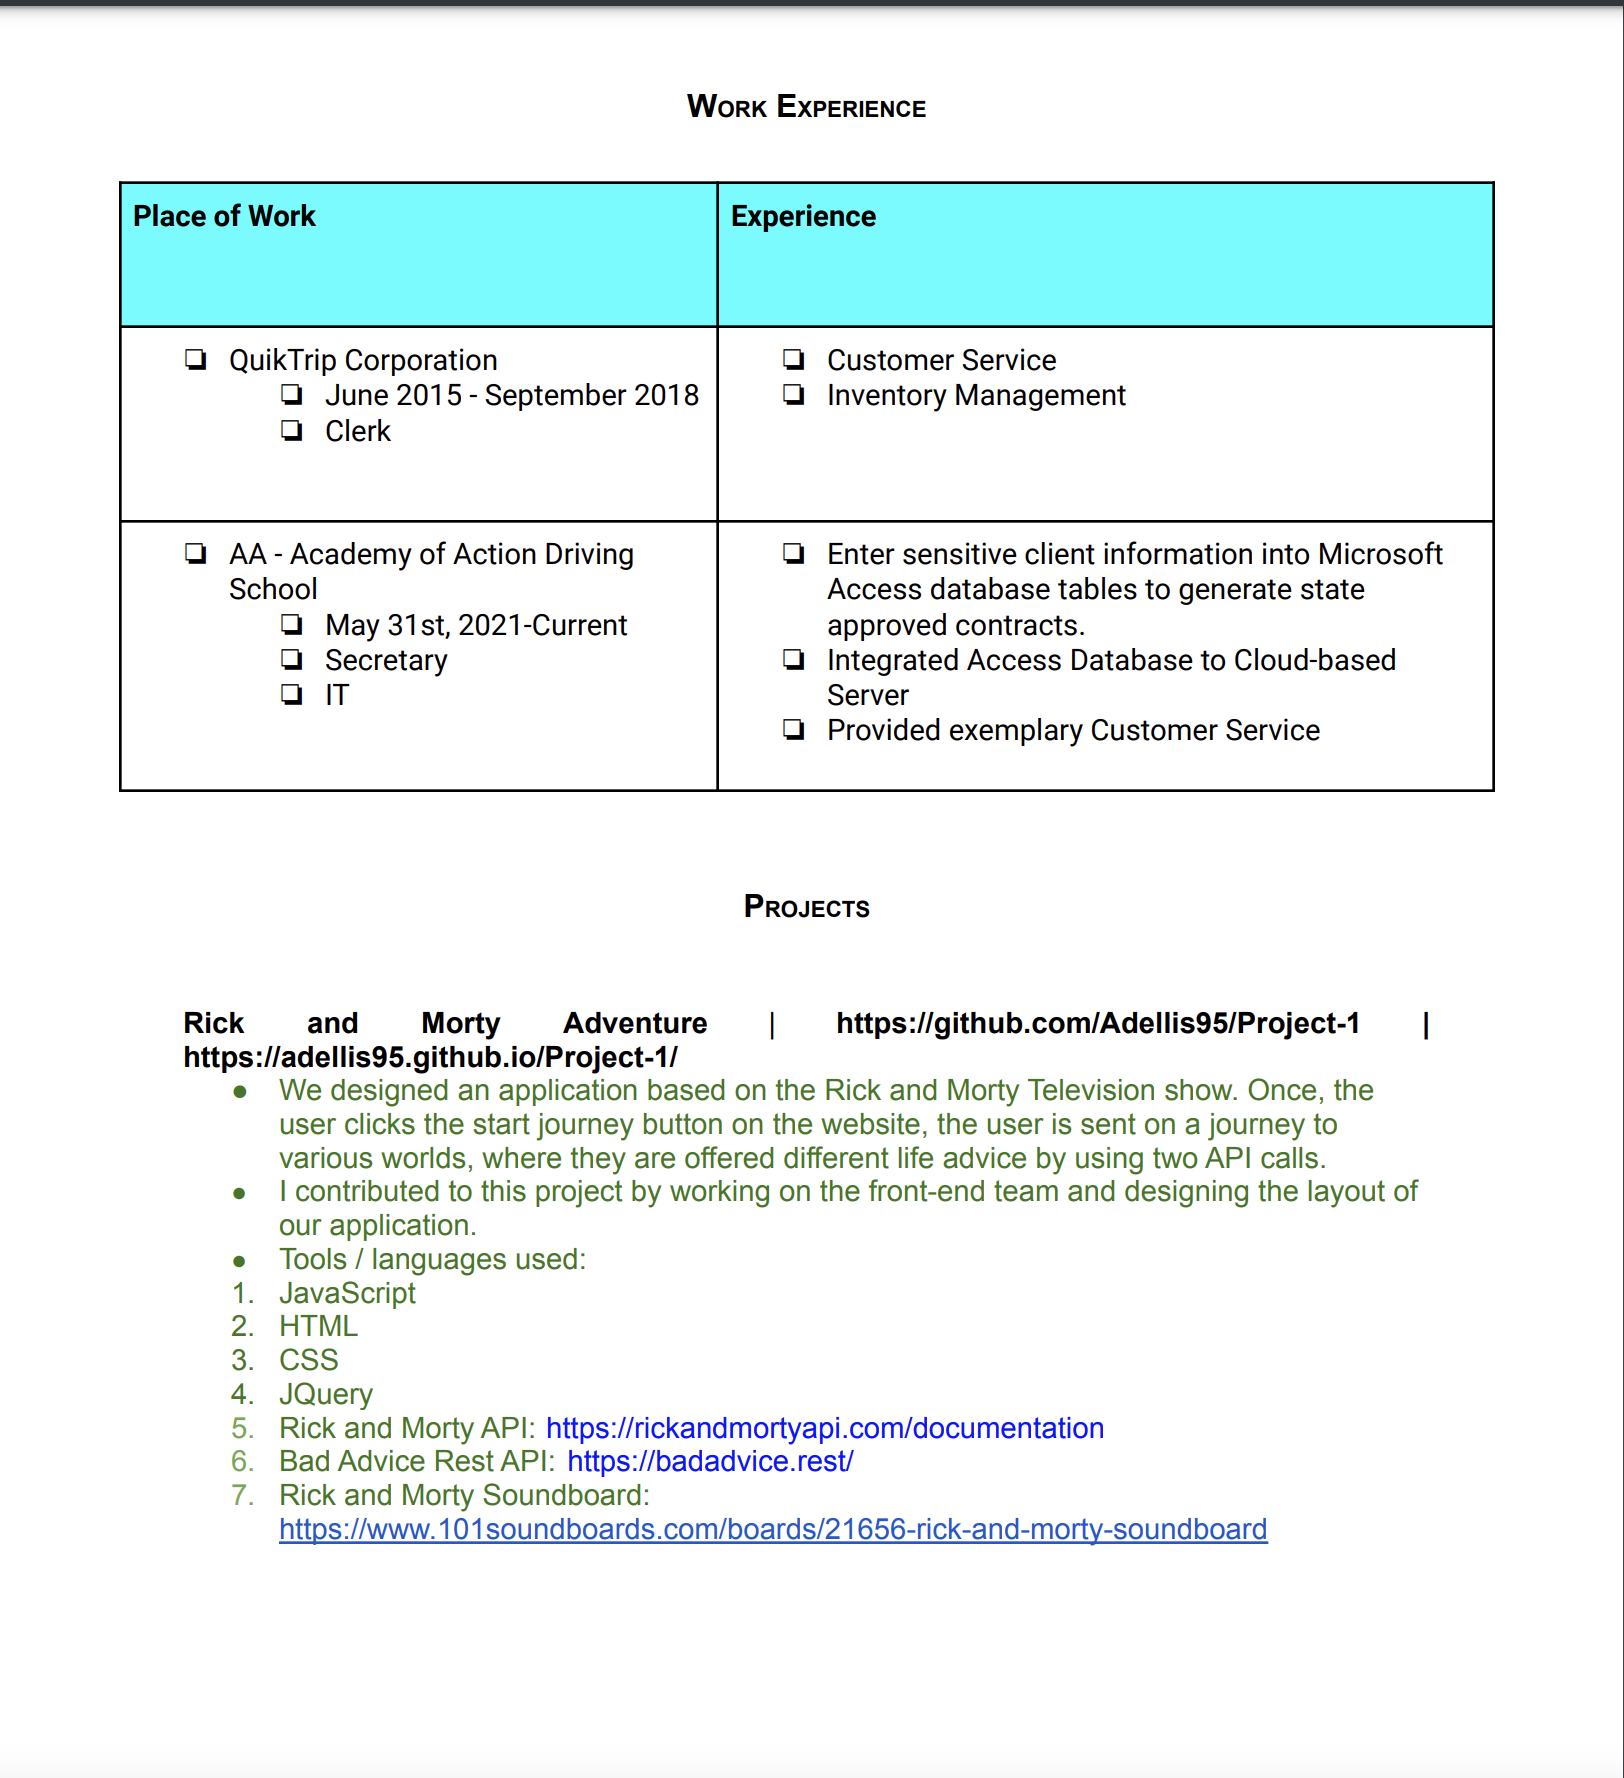 WORK EXPERIENCE
Place of Work
Experience
❏ QuikTrip Corporation
❏ June 2015 - September 2018
❏ Clerk
❏ Customer Service
❏ Inventory Management
❏ AA - Academy of Action Driving
School
❏ May 31st, 2021-Current
❏ Secretary
❏ IT
❏ Enter sensitive client information into Microsoft
Access database tables to generate state
approved contracts.
❏ Integrated Access Database to Cloud-based
Server
❏ Provided exemplary Customer Service
PROJECTS
Rick and Morty Adventure | https://github.com/Adellis95/Project-1 |
https://adellis95.github.io/Project-1/
● We designed an application based on the Rick and Morty Television show. Once, the
user clicks the start journey button on the website, the user is sent on a journey to
various worlds, where they are offered different life advice by using two API calls.
● I contributed to this project by working on the front-end team and designing the layout of
our application.
● Tools / languages used:
1. JavaScript
2. HTML
3. CSS
4. JQuery
5. Rick and Morty API: https://rickandmortyapi.com/documentation
6. Bad Advice Rest API: https://badadvice.rest/
7. Rick and Morty Soundboard:
https://www.101soundboards.com/boards/21656-rick-and-morty-soundboard